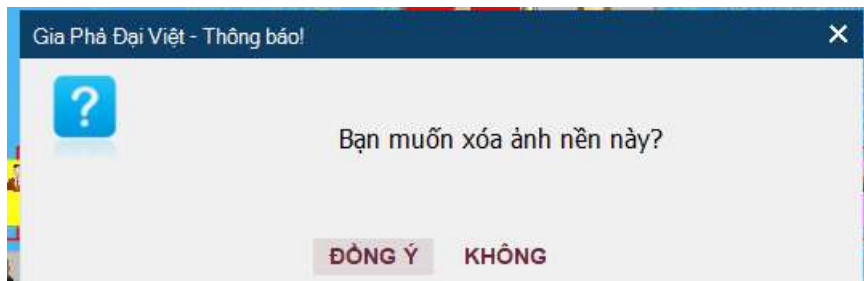 Gia Phả Đại Việt - Thông báo!
Bạn muốn xóa ảnh nền này?
ĐỒNG Ý KHÔNG